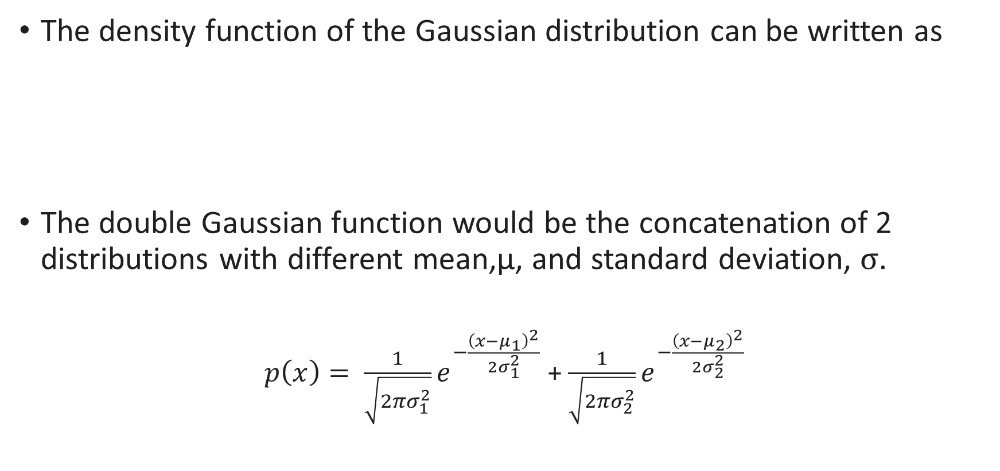 • The density function of the Gaussian distribution can be written as
• The double Gaussian function would be the concatenation of 2
distributions with different mean,μ, and standard deviation, σ.
$p(x) = \frac{1}{\sqrt{2\pi\sigma_1^2}} e^{-\frac{(x-\mu_1)^2}{2\sigma_1^2}} + \frac{1}{\sqrt{2\pi\sigma_2^2}} e^{-\frac{(x-\mu_2)^2}{2\sigma_2^2}}$